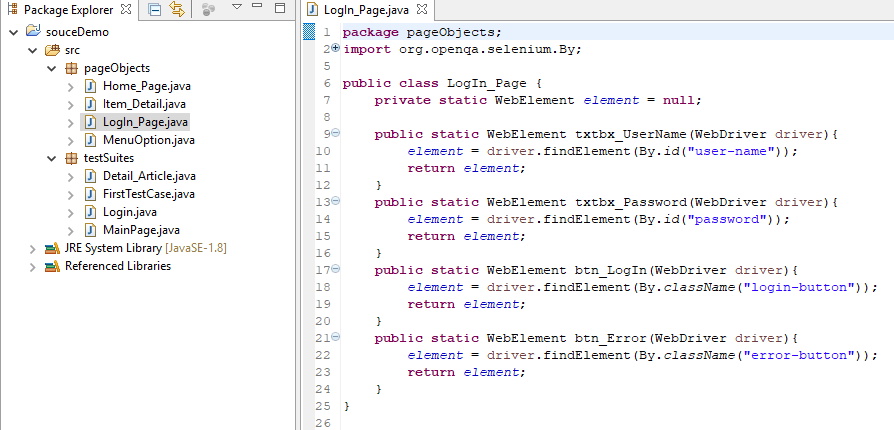 Package Explorer
souceDemo
src
pageObjects
Home_Page.java
Item_Detail.java
LogIn_Page.java
MenuOption.java
testSuites
Detail_Article.java
FirstTestCase.java
Login.java
MainPage.java
JRE System Library [JavaSE-1.8]
Referenced Libraries
LogIn_Page.java
1 package pageObjects;
2 import org.openqa.selenium.By;
5
6 public class LogIn_Page {
7 private static WebElement element = null;
8
9 public static WebElement txtbx_UserName(WebDriver driver){
10 element = driver.findElement(By.id("user-name"));
11 return element;
12 }
13 public static WebElement txtbx_Password(WebDriver driver){
14 element = driver.findElement(By.id("password"));
15 return element;
16 }
17 public static WebElement btn_LogIn(WebDriver driver){
18 element = driver.findElement(By.className("login-button"));
19 return element;
20 }
21 public static WebElement btn_Error(WebDriver driver){
22 element = driver.findElement(By.className("error-button"));
23 return element;
24 }
25 }
26